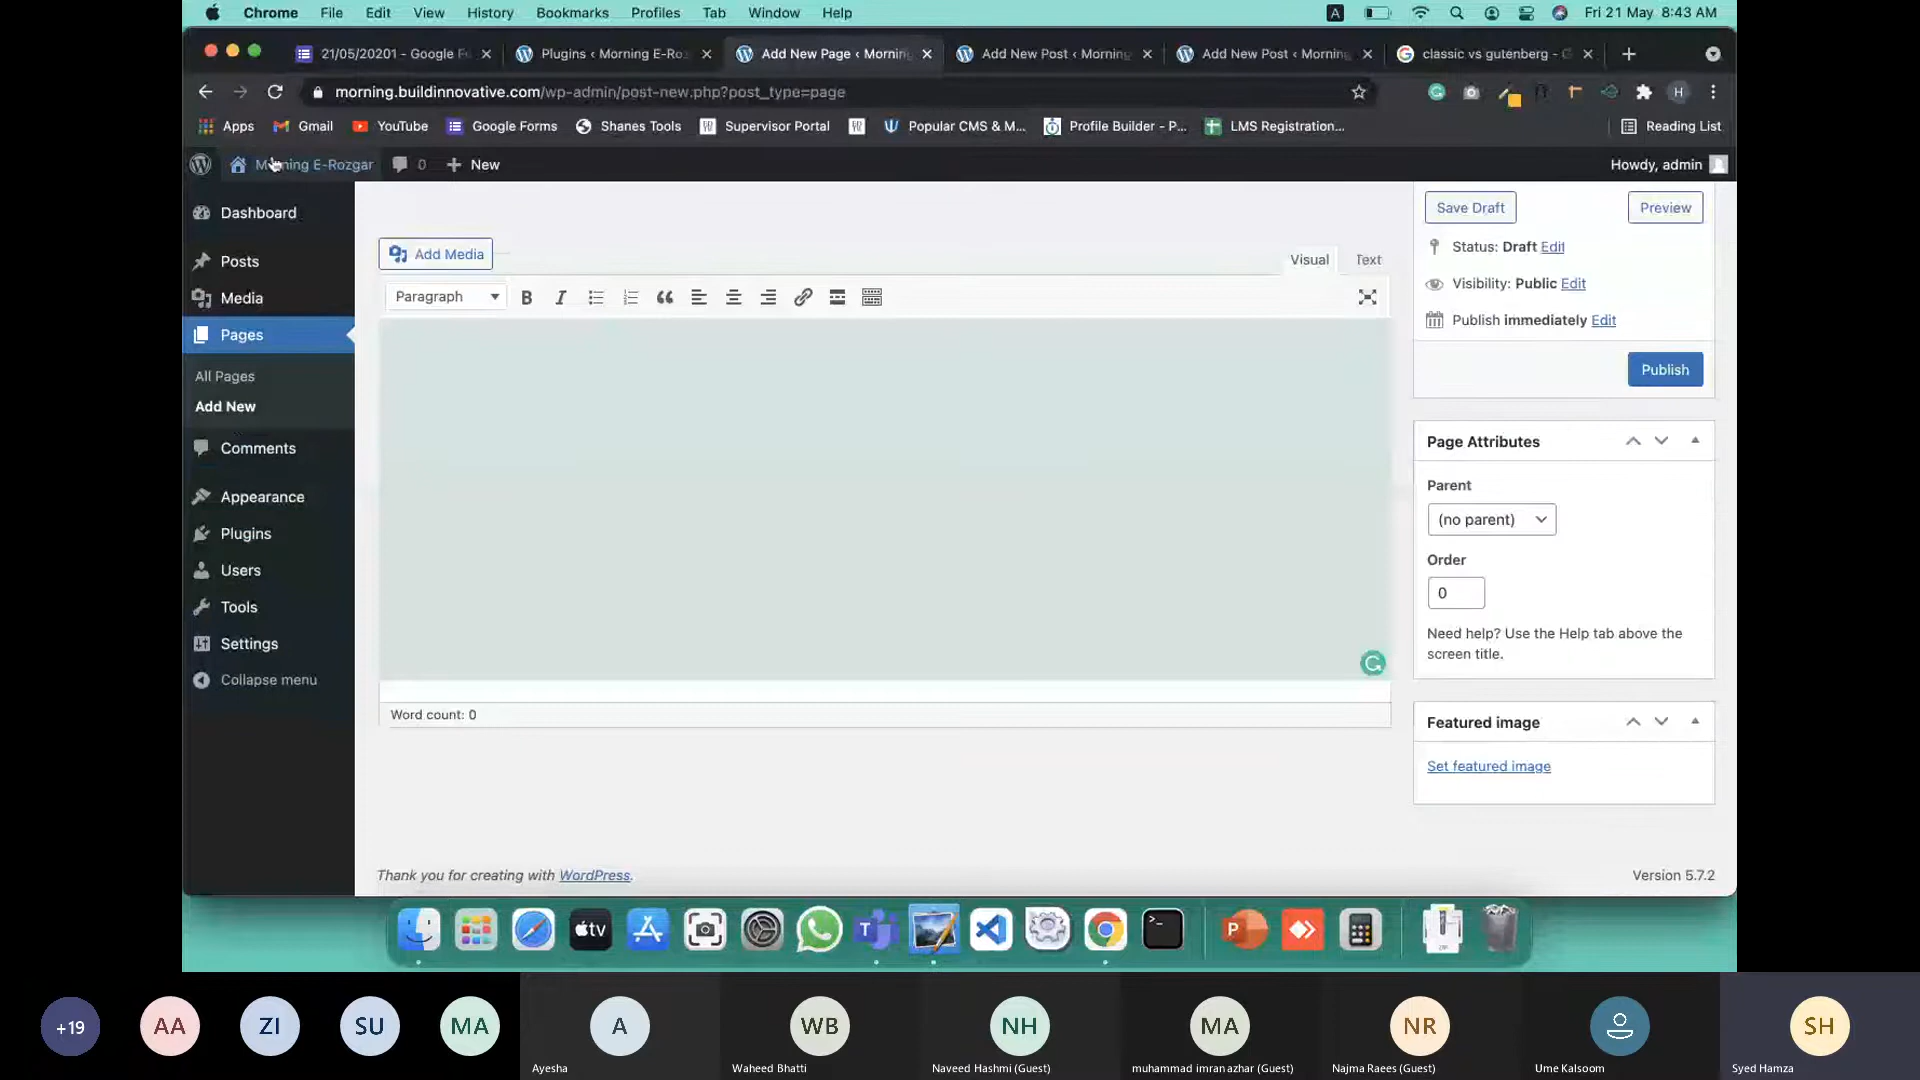 Chrome File Edit View History Bookmarks Profiles Tab Window Help A Fri 21 May 8:43 AM
21/05/20201 - Google Fo Plugins ‹ Morning E-Roz Add New Page ‹ Morning Add New Post ‹ Morning Add New Post ‹ Morning classic vs gutenberg - G
morning.buildinnovative.com/wp-admin/post-new.php?post_type=page H
Apps Gmail YouTube Google Forms Shanes Tools Supervisor Portal Popular CMS & M... Profile Builder - P... LMS Registration... Reading List
Morning E-Rozgar 0 New Howdy, admin
Dashboard
Posts
Media
Pages
All Pages
Add New
Comments
Appearance
Plugins
Users
Tools
Settings
Collapse menu
Add Media
Visual Text
Paragraph B I
Word count: 0
Save Draft Preview
Status: Draft Edit
Visibility: Public Edit
Publish immediately Edit
Publish
Page Attributes
Parent
(no parent)
Order
0
Need help? Use the Help tab above the
screen title.
Featured image
Set featured image
Thank you for creating with WordPress.
Version 5.7.2
tv
+19 AA ZI SU MA A WB NH MA NR SH
Ayesha Waheed Bhatti Naveed Hashmi (Guest) muhammad imran azhar (Guest) Najma Raees (Guest) Ume Kalsoom Syed Hamza